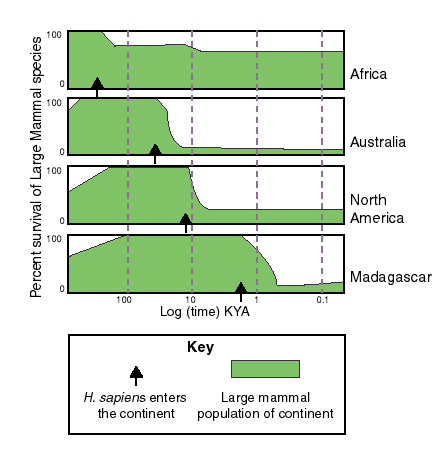 Percent survival of Large Mammal species
100
0
Africa
100
0
Australia
100
0
North
America
100
0
Madagascar
100 10 1 0.1
Log (time) KYA
Key
H. sapiens enters
the continent
Large mammal
population of continent